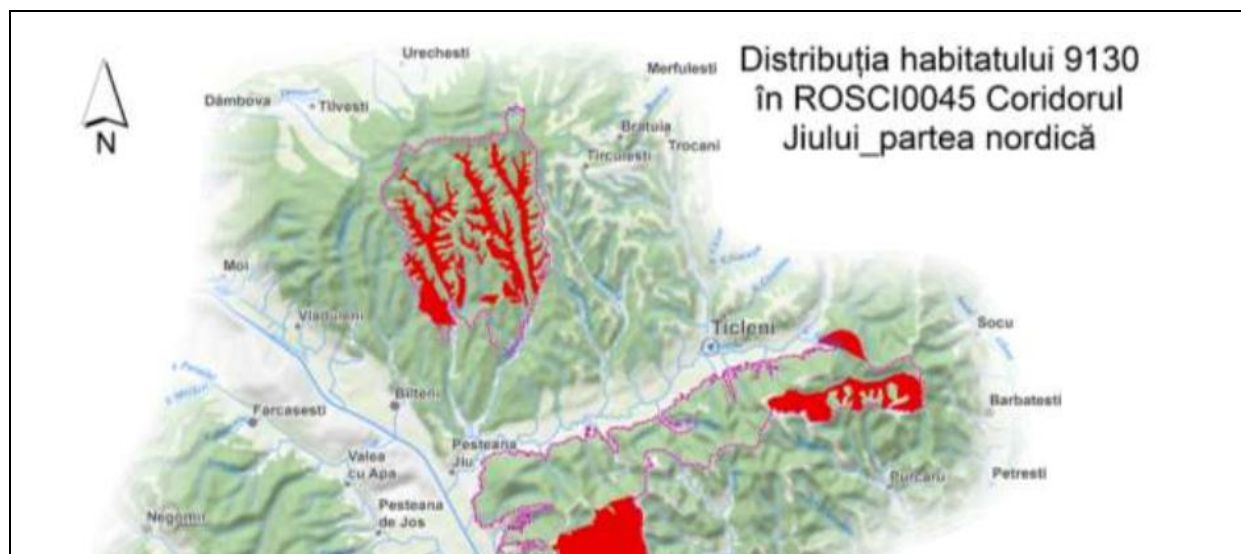 Distribuția habitatului 9130
în ROSCI0045 Coridorul
Jiului_partea nordică
N
Urechesti
Merfulesti
Dâmbova
Tilvesti
Bratuia
Trocani
Tirculesti
Moi
Vladuleni
Ticleni
Socu
Bilteni
Farcasesti
Barbatesti
Pesteana
Jiu
Valea
cu Apa
Purcaru
Petresti
Pesteana
de Jos
Negomir